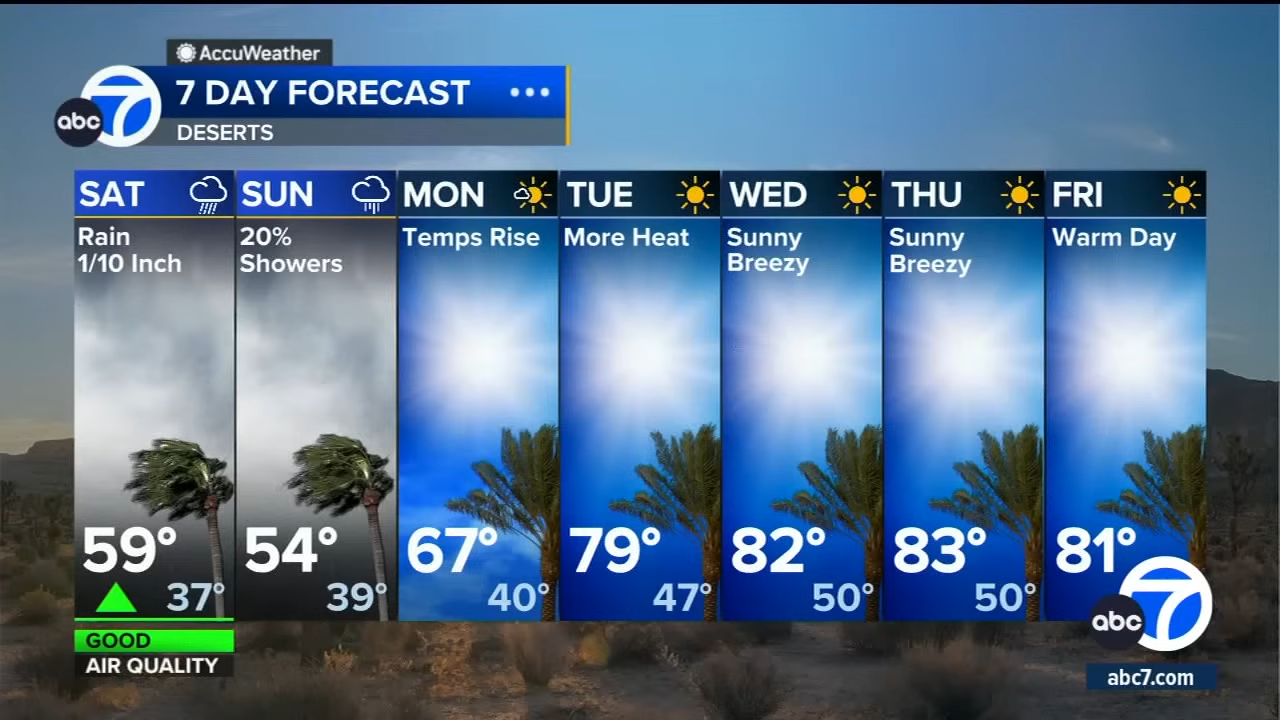 AccuWeather
7 DAY FORECAST
abc 7
DESERTS
SAT
SUN
MON
TUE
WED
THU
FRI
Rain
1/10 Inch
20%
Showers
Temps Rise
More Heat
Sunny
Breezy
Sunny
Breezy
Warm Day
59°
54°
67°
79°
82°
83°
81°
37°
39°
40°
47°
50°
50°
GOOD
AIR QUALITY
abc 7
abc7.com